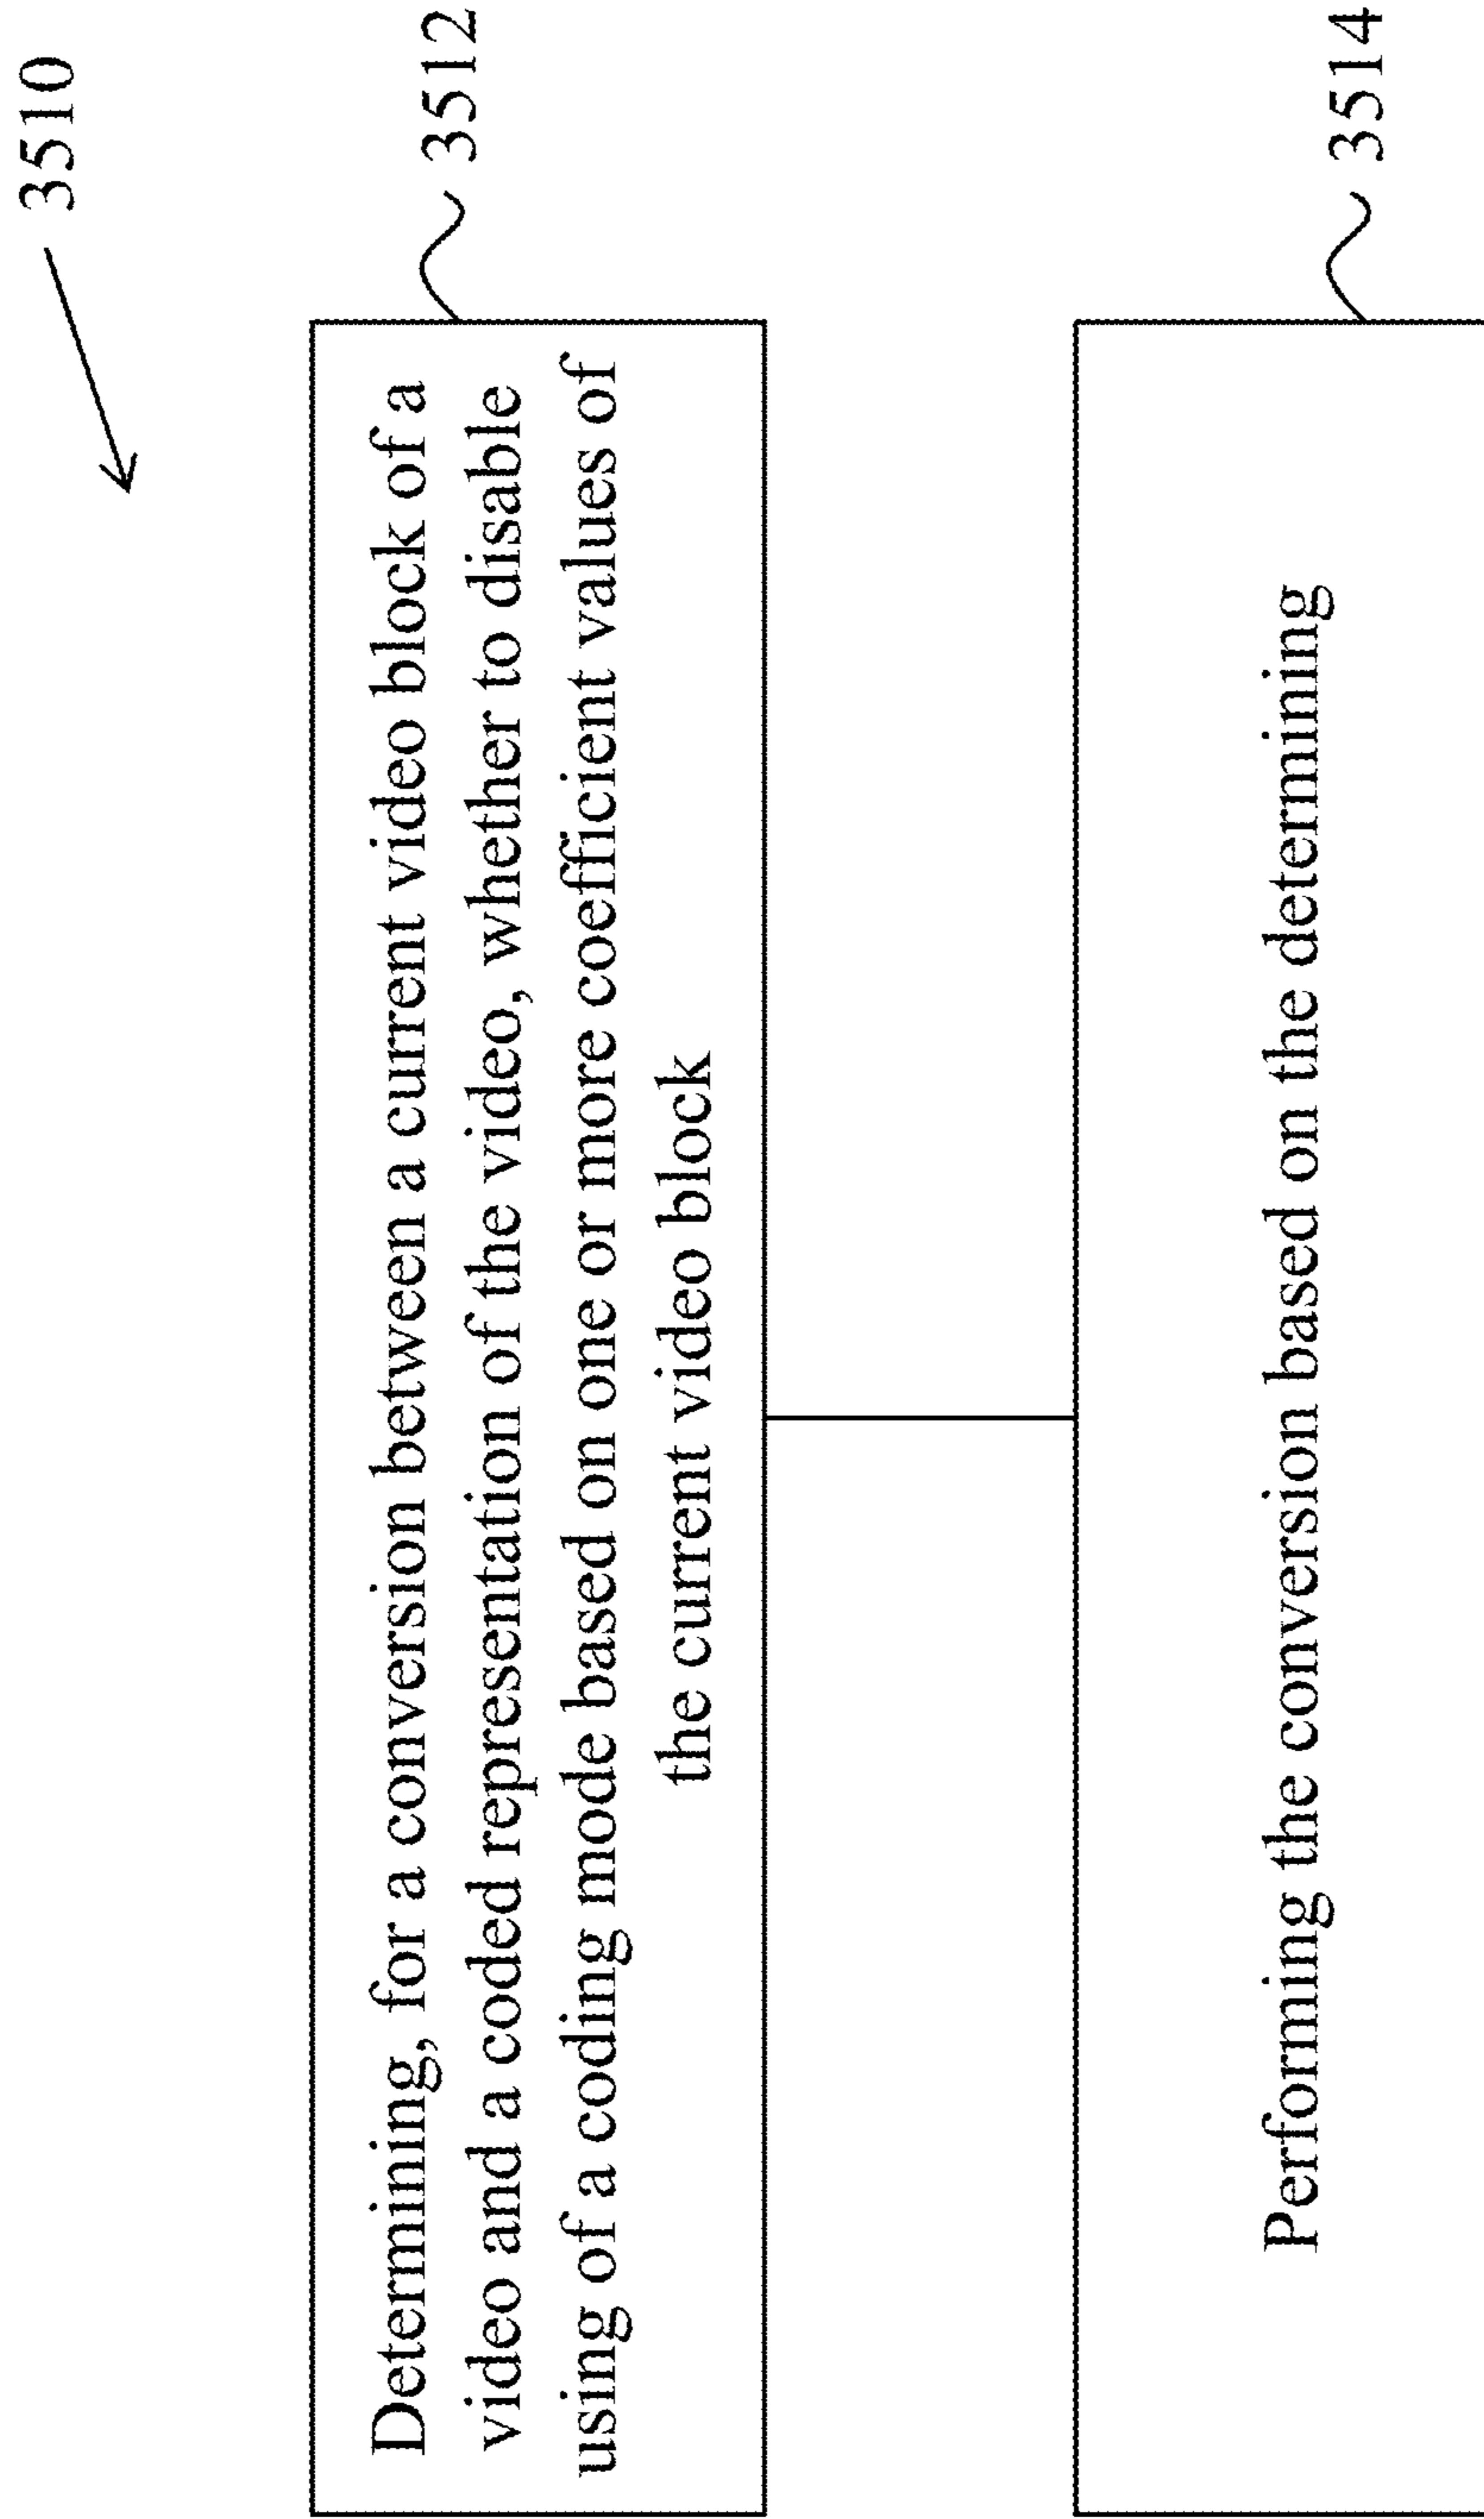 3510
Determining, for a conversion between a current video block of a
video and a coded representation of the video, whether to disable
using of a coding mode based on one or more coefficient values of
the current video block
3512
Performing the conversion based on the determining
3514